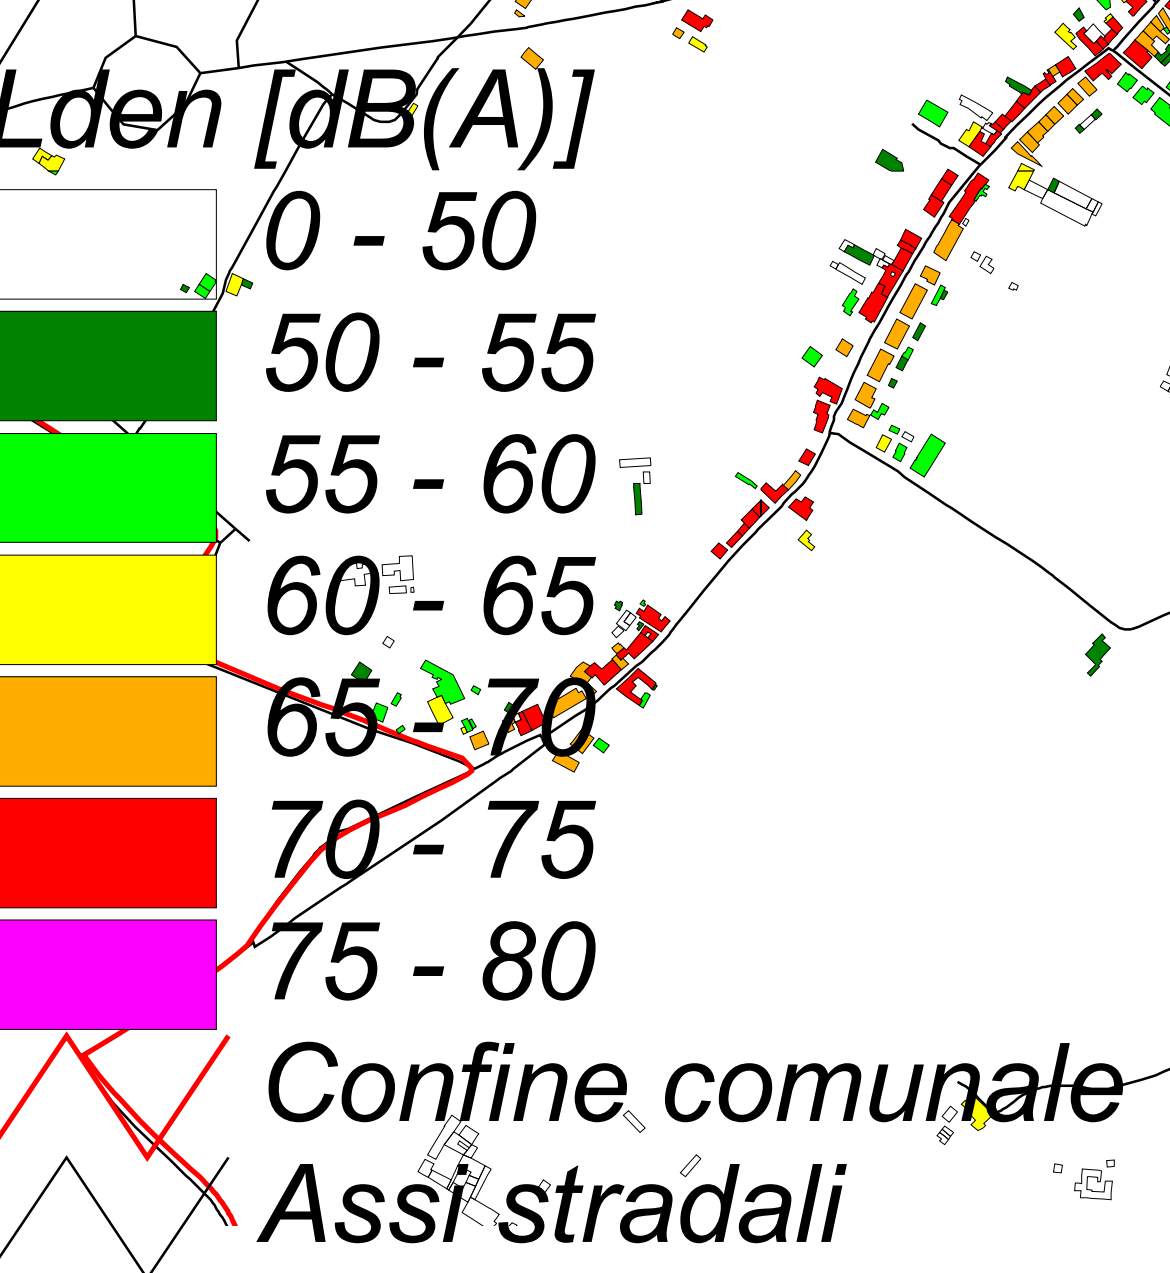 Lden [dB(A)]
0 - 50
50 - 55
55 - 60
60 - 65
65 - 70
70 - 75
75 - 80
Confine comunale
Assi stradali